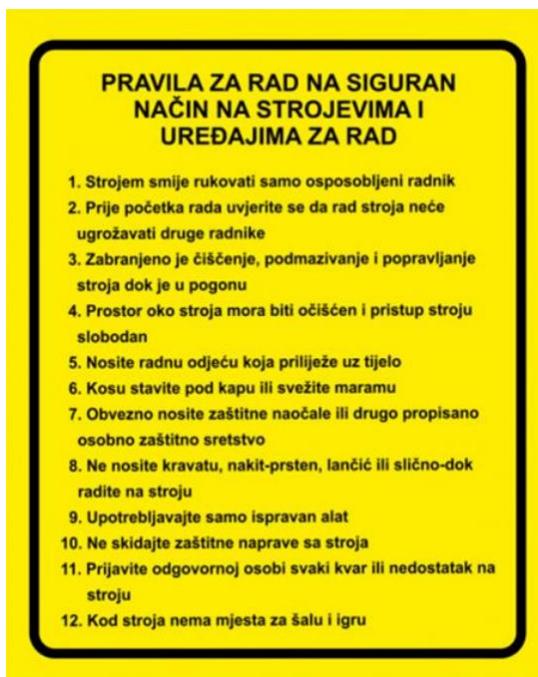 PRAVILA ZA RAD NA SIGURAN
NAČIN NA STROJEVIMA I
UREĐAJIMA ZA RAD
1. Strojem smije rukovati samo osposobljeni radnik
2. Prije početka rada uvjerite se da rad stroja neće
ugrožavati druge radnike
3. Zabranjeno je čiščenje, podmazivanje i popravljanje
stroja dok je u pogonu
4. Prostor oko stroja mora biti očišćen i pristup stroju
slobodan
5. Nosite radnu odjeću koja priliježe uz tijelo
6. Kosu stavite pod kapu ili svežite maramu
7. Obvezno nosite zaštitne naočale ili drugo propisano
osobno zaštitno sretstvo
8. Ne nosite kravatu, nakit-prsten, lančić ili slično-dok
radite na stroju
9. Upotrebljavajte samo ispravan alat
10. Ne skidajte zaštitne naprave sa stroja
11. Prijavite odgovornoj osobi svaki kvar ili nedostatak na
stroju
12. Kod stroja nema mjesta za šalu i igru